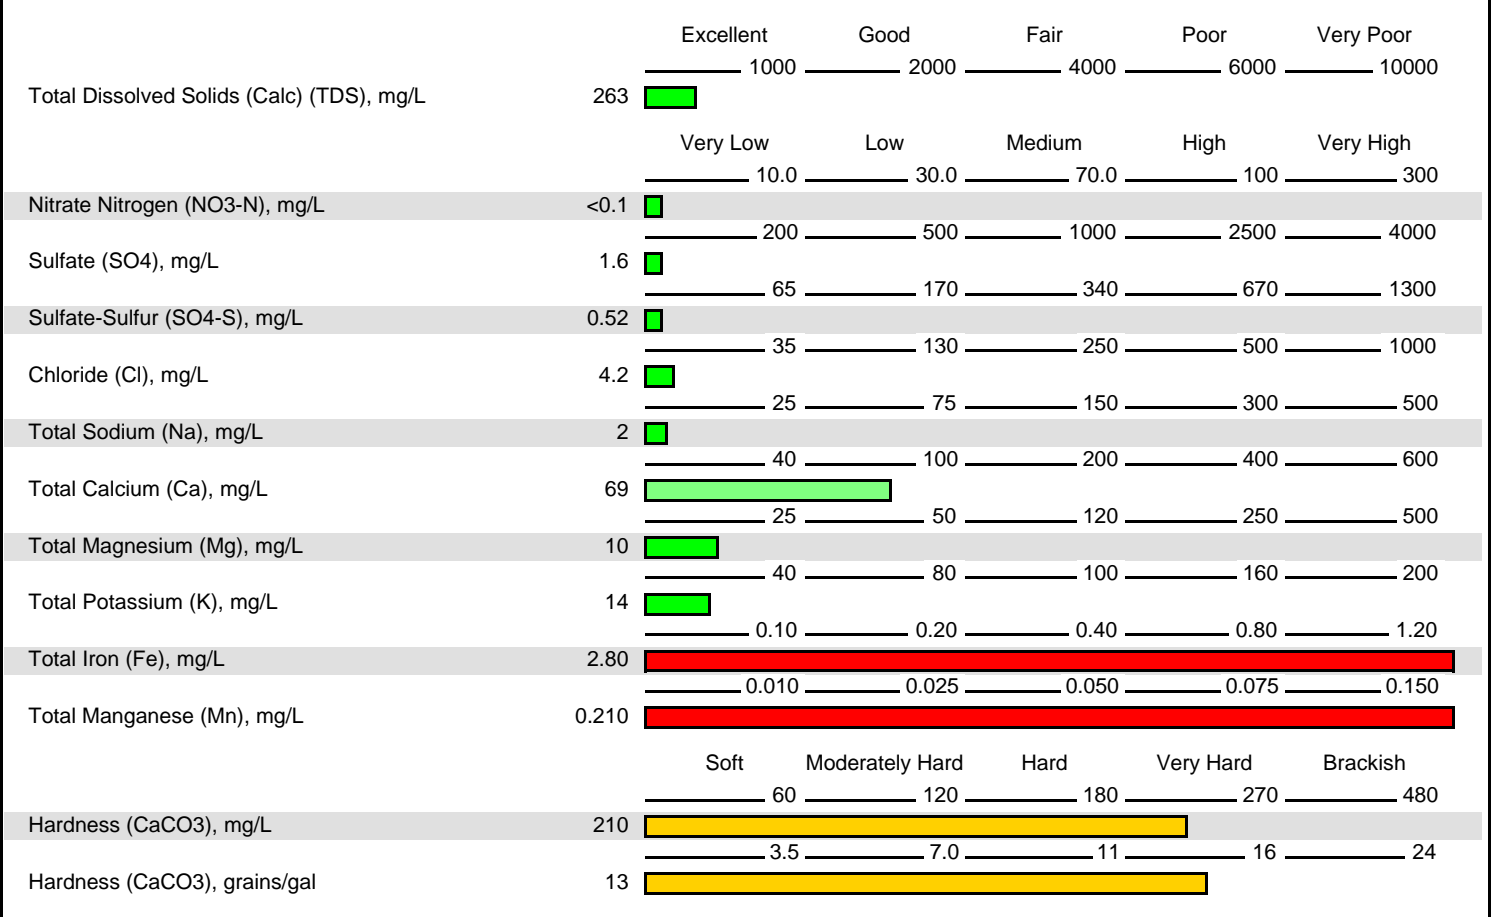 Excellent Good Fair Poor Very Poor
1000 2000 4000 6000 10000
Total Dissolved Solids (Calc) (TDS), mg/L 263
Very Low Low Medium High Very High
10.0 30.0 70.0 100 300
Nitrate Nitrogen (NO3-N), mg/L <0.1
200 500 1000 2500 4000
Sulfate (SO4), mg/L 1.6
65 170 340 670 1300
Sulfate-Sulfur (SO4-S), mg/L 0.52
35 130 250 500 1000
Chloride (Cl), mg/L 4.2
25 75 150 300 500
Total Sodium (Na), mg/L 2
40 100 200 400 600
Total Calcium (Ca), mg/L 69
25 50 120 250 500
Total Magnesium (Mg), mg/L 10
40 80 100 160 200
Total Potassium (K), mg/L 14
0.10 0.20 0.40 0.80 1.20
Total Iron (Fe), mg/L 2.80
0.010 0.025 0.050 0.075 0.150
Total Manganese (Mn), mg/L 0.210
Soft Moderately Hard Hard Very Hard Brackish
60 120 180 270 480
Hardness (CaCO3), mg/L 210
3.5 7.0 11 16 24
Hardness (CaCO3), grains/gal 13